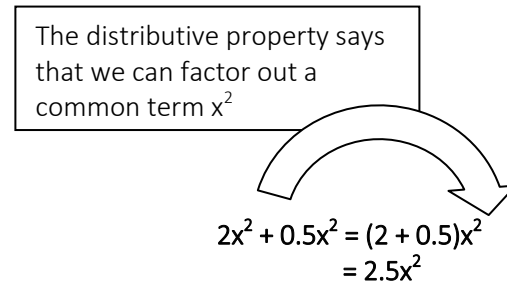 The distributive property says
that we can factor out a
common term x²
2x² + 0.5x² = (2 + 0.5)x²
= 2.5x²